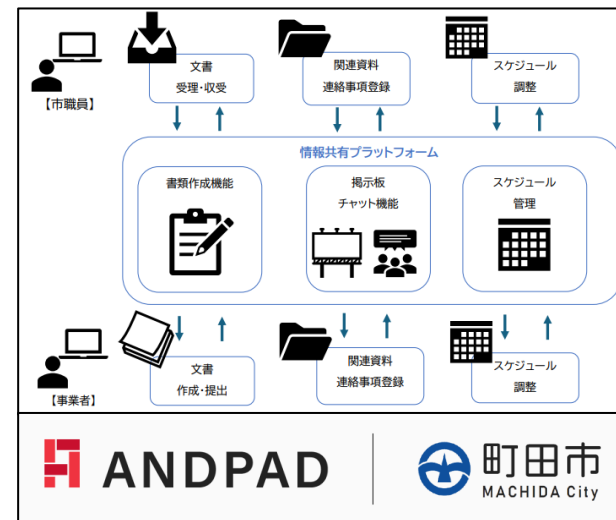 【市職員】
文書
受理・収受
関連資料
連絡事項登録
スケジュール
調整
情報共有プラットフォーム
書類作成機能
掲示板
チャット機能
スケジュール
管理
【事業者】
文書
作成・提出
関連資料
連絡事項登録
スケジュール
調整
ANDPAD
町田市
MACHIDA City